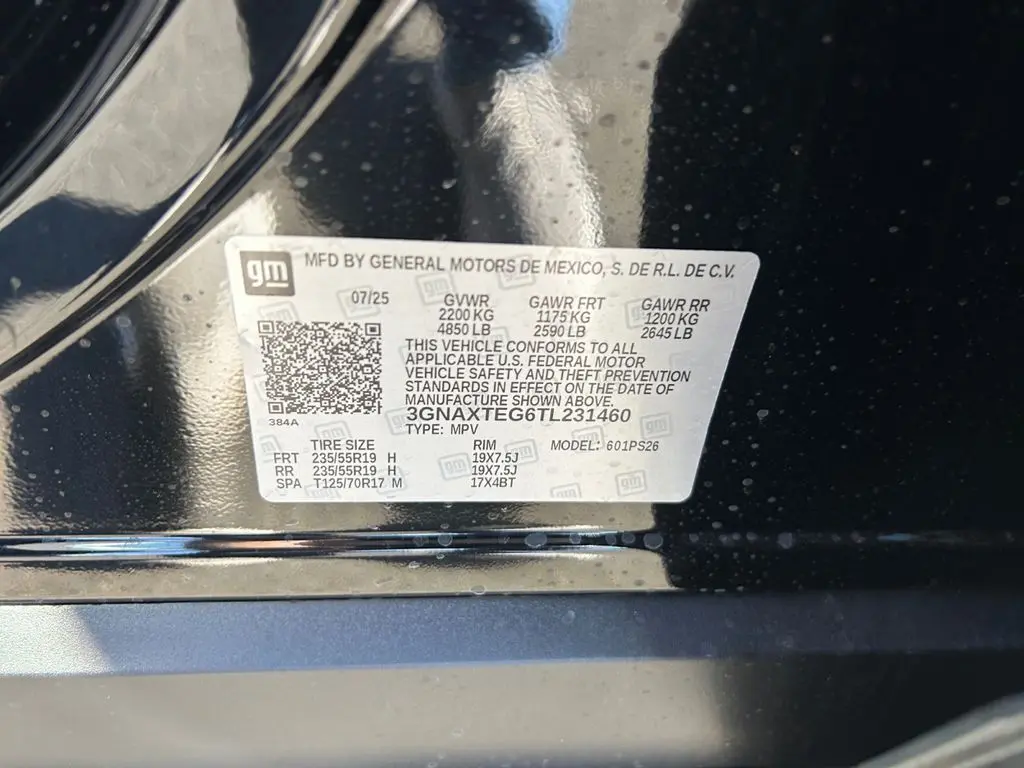 gm MFD BY GENERAL MOTORS DE MEXICO, S. DE R.L. DE C.V.
07/25 GVWR GAWR FRT GAWR RR
2200 KG 1175 KG 1200 KG
4850 LB 2590 LB 2645 LB
THIS VEHICLE CONFORMS TO ALL
APPLICABLE U.S. FEDERAL MOTOR
VEHICLE SAFETY AND THEFT PREVENTION
STANDARDS IN EFFECT ON THE DATE OF
MANUFACTURE SHOWN ABOVE.
3GNAXTEG6TL231460
384A
TYPE: MPV
TIRE SIZE RIM MODEL: 601PS26
FRT 235/55R19 H 19X7.5J
RR 235/55R19 H 19X7.5J
SPA T125/70R17 M 17X4BT